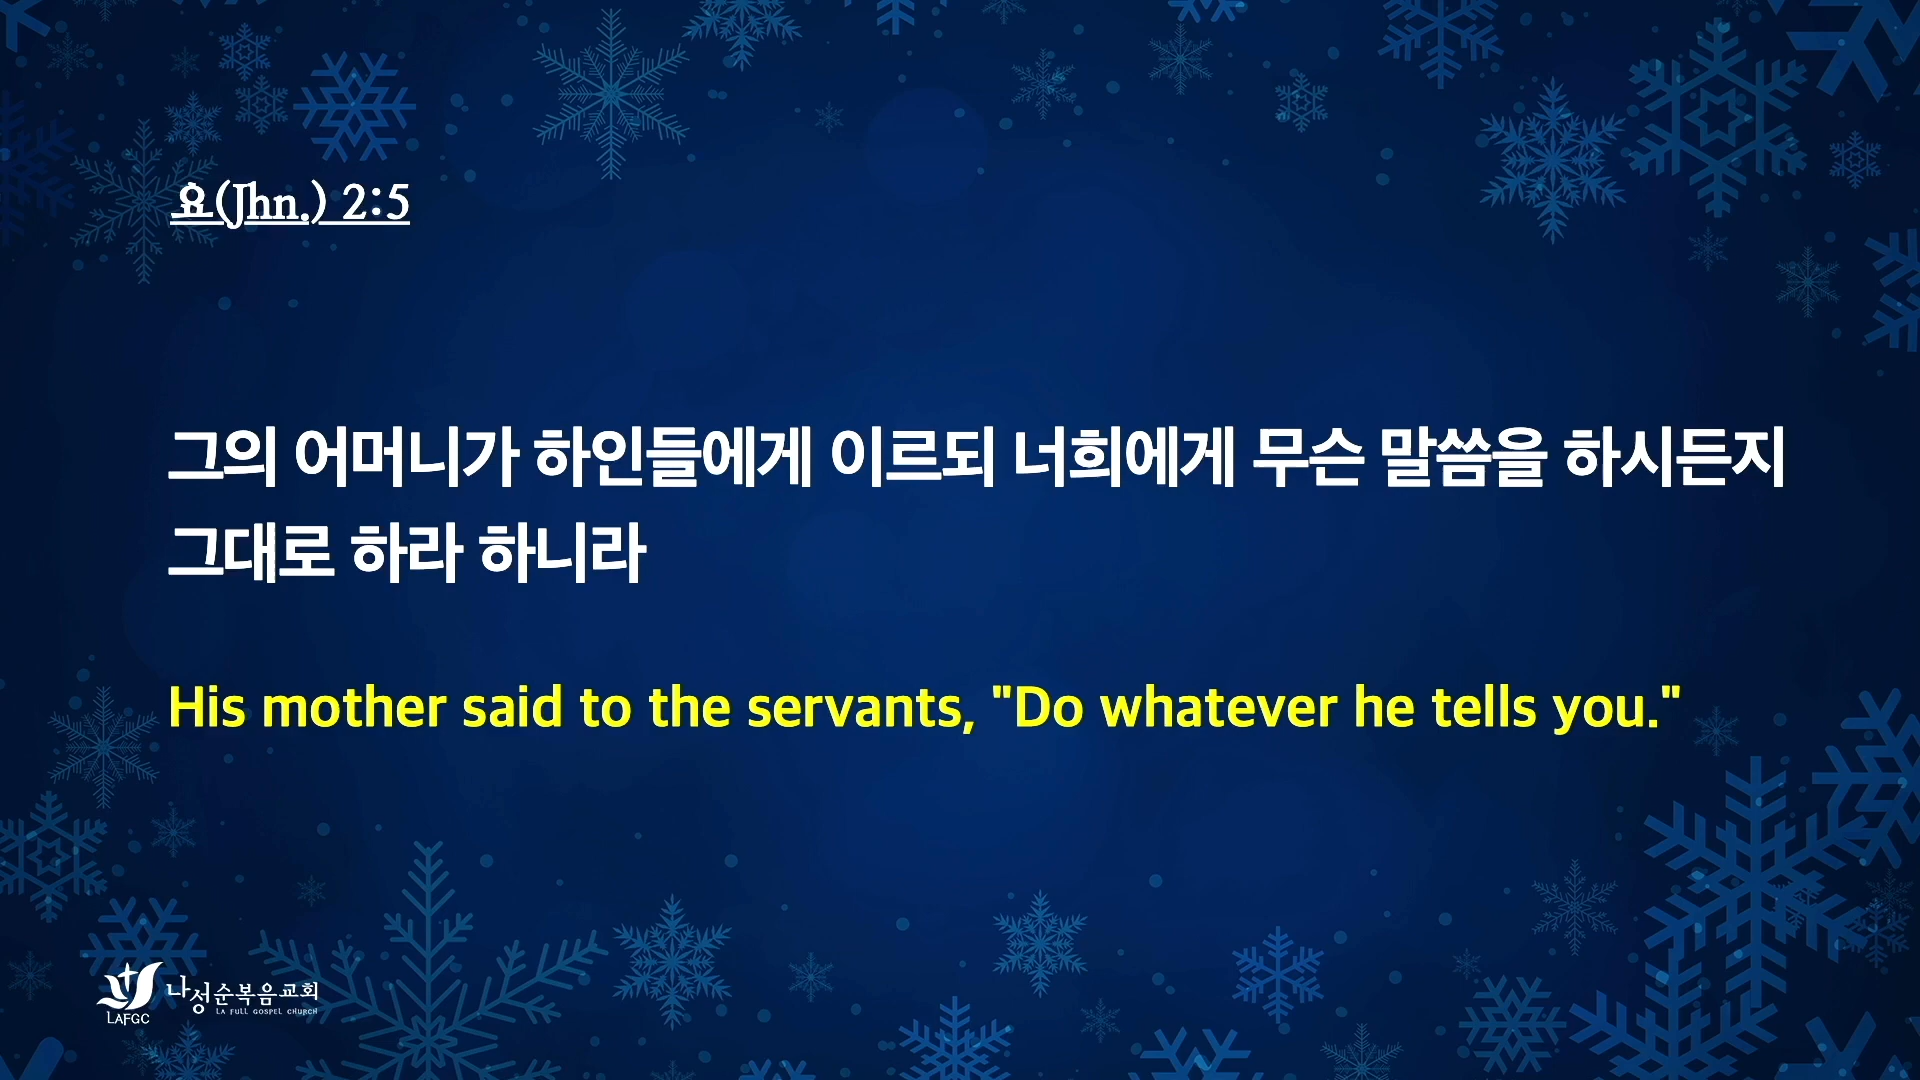 요(Jhn.) 2:5
그의 어머니가 하인들에게 이르되 너희에게 무슨 말씀을 하시든지
그대로 하라 하니라
His mother said to the servants, "Do whatever he tells you."
나성순복음교회
LA FULL GOSPEL CHURCH
LAFGC